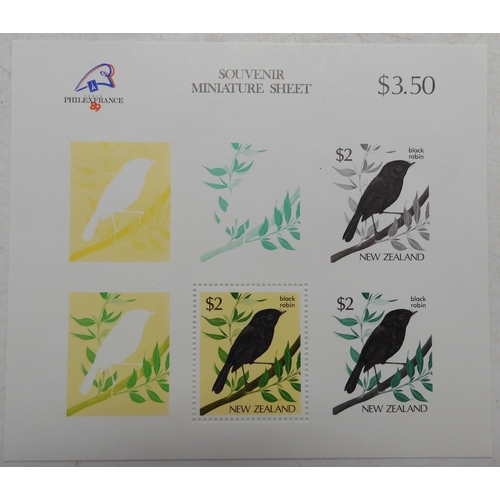 PHILEXFRANCE
89
SOUVENIR
MINIATURE SHEET
$3.50
$2
black
robin
NEW ZEALAND
$2
black
robin
NEW ZEALAND
$2
black
robin
NEW ZEALAND